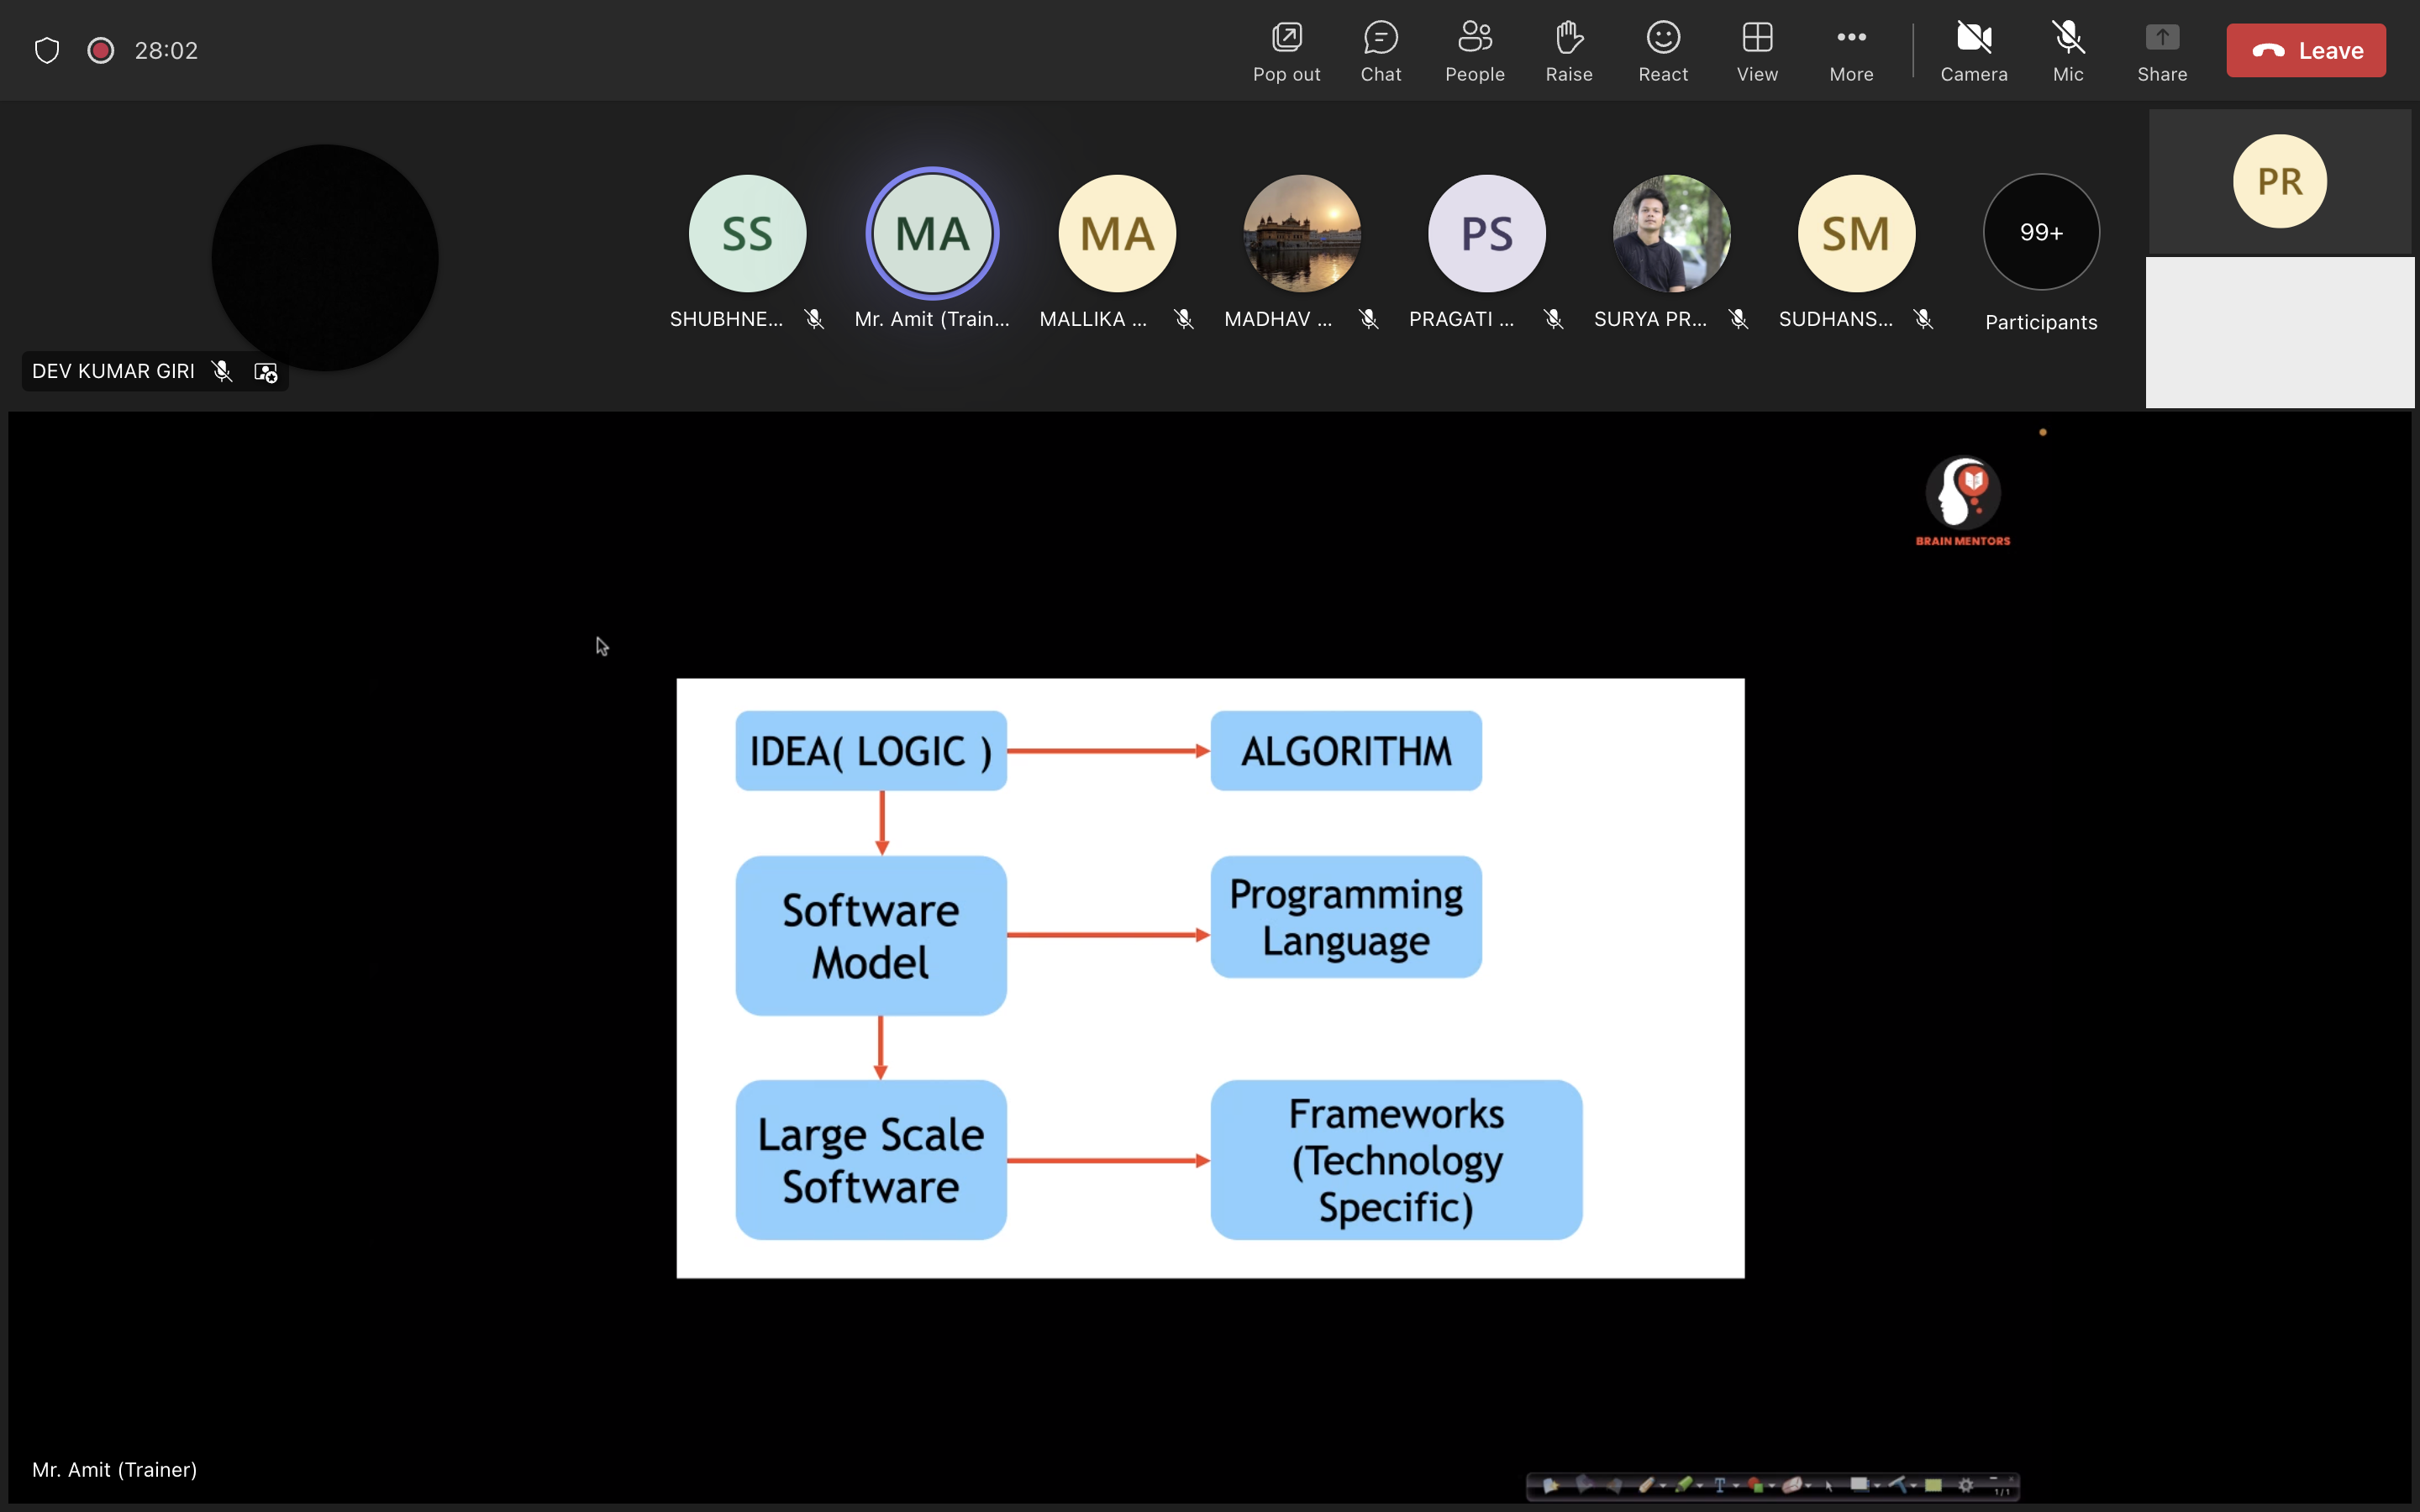 28:02
Pop out
Chat
People
Raise
React
View
More
Camera
Mic
Share
Leave
SS
MA
MA
PS
SM
99+
PR
SHUBHNE...
Mr. Amit (Train...
MALLIKA ...
MADHAV ...
PRAGATI ...
SURYA PR...
SUDHANS...
Participants
DEV KUMAR GIRI
BRAIN MENTORS
IDEA( LOGIC )
ALGORITHM
Software
Model
Programming
Language
Large Scale
Software
Frameworks
(Technology
Specific)
Mr. Amit (Trainer)
T
1/1